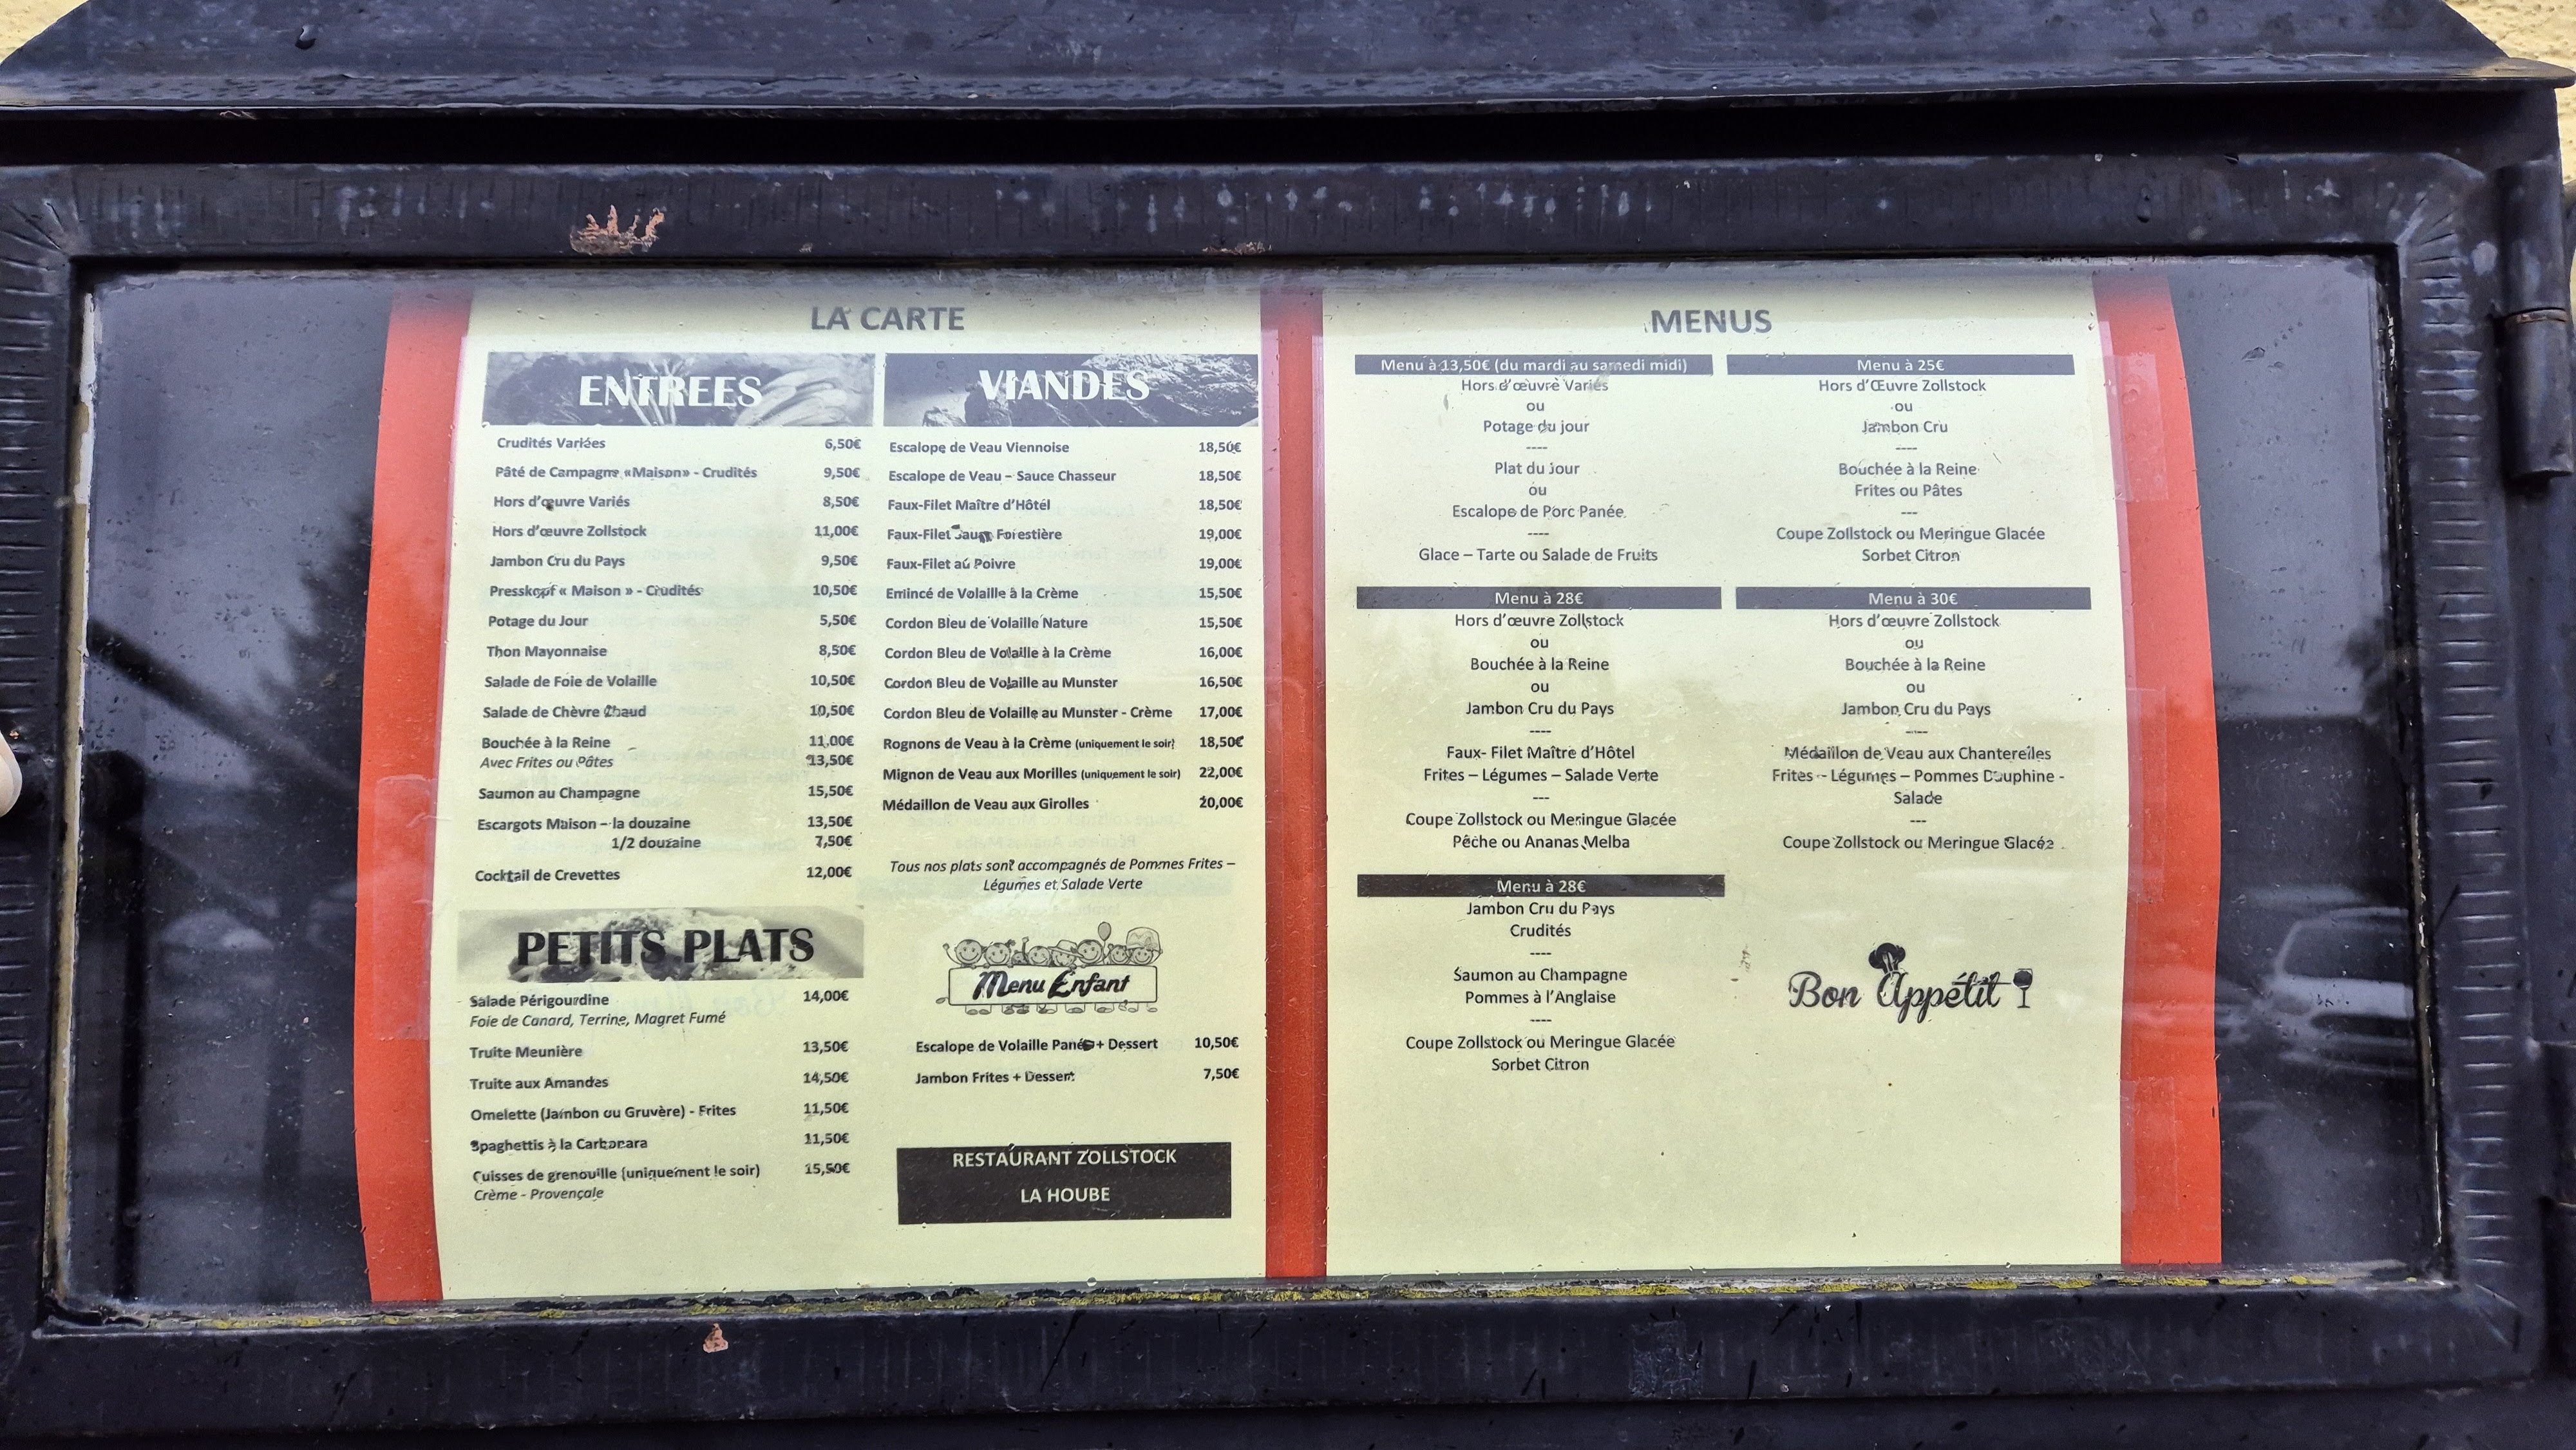 LA CARTE
ENTREES
Crudités Variées 6,50€
Pâté de Campagne «Maison» - Crudités 9,50€
Hors d’œuvre Variés 8,50€
Hors d’œuvre Zollstock 11,00€
Jambon Cru du Pays 9,50€
Presskopf « Maison » - Crudités 10,50€
Potage du Jour 5,50€
Thon Mayonnaise 8,50€
Salade de Foie de Volaille 10,50€
Salade de Chèvre Chaud 10,50€
Bouchée à la Reine 11,00€
Avec Frites ou Pâtes 13,50€
Saumon au Champagne 15,50€
Escargots Maison – la douzaine 13,50€
1/2 douzaine 7,50€
Cocktail de Crevettes 12,00€
PETITS PLATS
Salade Périgourdine 14,00€
Foie de Canard, Terrine, Magret Fumé
Truite Meunière 13,50€
Truite aux Amandes 14,50€
Omelette (Jambon ou Gruyère) - Frites 11,50€
Spaghettis à la Carbonara 11,50€
Cuisses de grenouille (uniquement le soir) 15,50€
Crème - Provençale
VIANDES
Escalope de Veau Viennoise 18,50€
Escalope de Veau – Sauce Chasseur 18,50€
Faux-Filet Maître d’Hôtel 18,50€
Faux-Filet Sauce Forestière 19,00€
Faux-Filet au Poivre 19,00€
Emincé de Volaille à la Crème 15,50€
Cordon Bleu de Volaille Nature 15,50€
Cordon Bleu de Volaille à la Crème 16,00€
Cordon Bleu de Volaille au Munster 16,50€
Cordon Bleu de Volaille au Munster - Crème 17,00€
Rognons de Veau à la Crème (uniquement le soir) 18,50€
Mignon de Veau aux Morilles (uniquement le soir) 22,00€
Médaillon de Veau aux Girolles 20,00€
Tous nos plats sont accompagnés de Pommes Frites –
Légumes et Salade Verte
Menu Enfant
Escalope de Volaille Panée + Dessert 10,50€
Jambon Frites + Dessert 7,50€
RESTAURANT ZOLLSTOCK
LA HOUBE
MENUS
Menu à 13,50€ (du mardi au samedi midi)
Hors d’œuvre Variés
ou
Potage du jour
----
Plat du Jour
ou
Escalope de Porc Panée
----
Glace – Tarte ou Salade de Fruits
Menu à 25€
Hors d’Œuvre Zollstock
ou
Jambon Cru
----
Bouchée à la Reine
Frites ou Pâtes
---
Coupe Zollstock ou Meringue Glacée
Sorbet Citron
Menu à 28€
Hors d’œuvre Zollstock
ou
Bouchée à la Reine
ou
Jambon Cru du Pays
----
Faux- Filet Maître d’Hôtel
Frites – Légumes – Salade Verte
---
Coupe Zollstock ou Meringue Glacée
Pêche ou Ananas Melba
Menu à 30€
Hors d’œuvre Zollstock
ou
Bouchée à la Reine
ou
Jambon Cru du Pays
----
Médaillon de Veau aux Chanterelles
Frites - Légumes – Pommes Dauphine -
Salade
---
Coupe Zollstock ou Meringue Glacée
Menu à 28€
Jambon Cru du Pays
Crudités
----
Saumon au Champagne
Pommes à l’Anglaise
----
Coupe Zollstock ou Meringue Glacée
Sorbet Citron
Bon Appétit